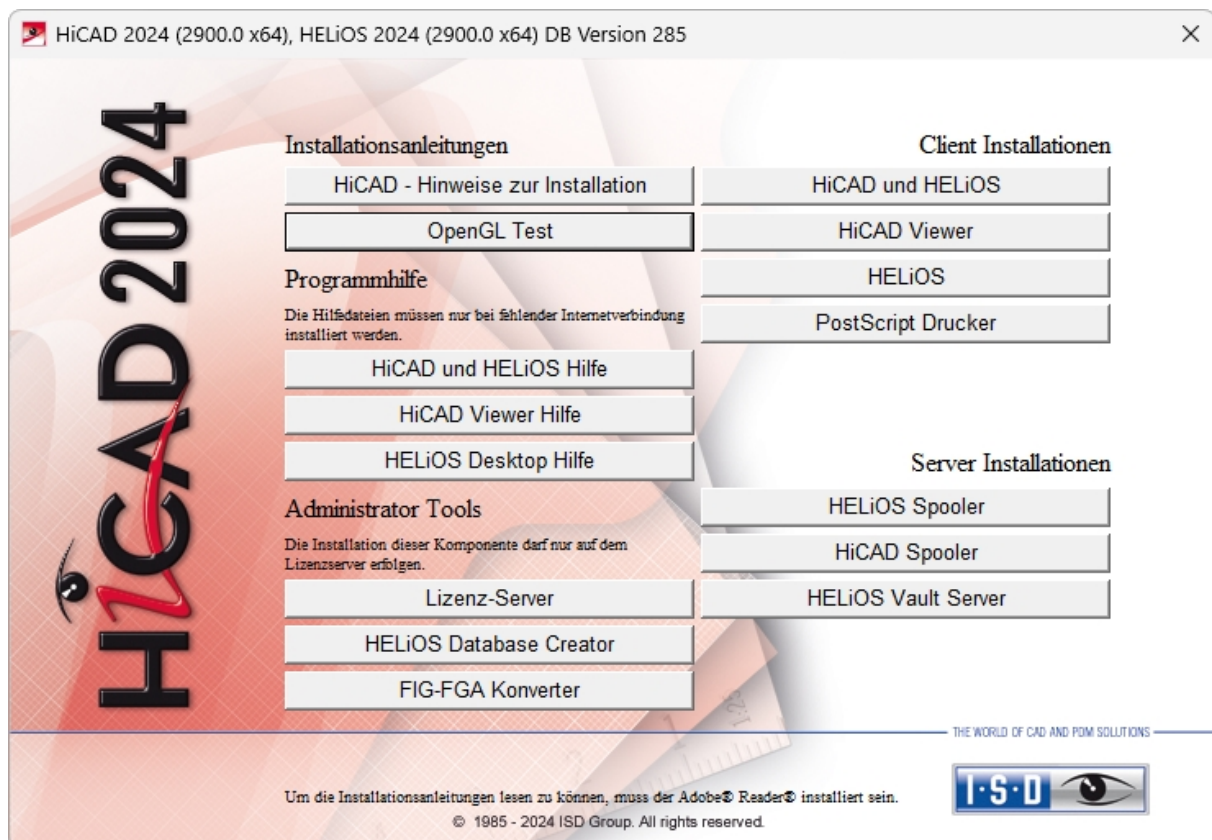 HiCAD 2024 (2900.0 x64), HELiOS 2024 (2900.0 x64) DB Version 285
HiCAD 2024
Installationsanleitungen
HiCAD - Hinweise zur Installation
OpenGL Test
Programmhilfe
Die Hilfedateien müssen nur bei fehlender Internetverbindung
installiert werden.
HiCAD und HELiOS Hilfe
HiCAD Viewer Hilfe
HELiOS Desktop Hilfe
Administrator Tools
Die Installation dieser Komponente darf nur auf dem
Lizenzserver erfolgen.
Lizenz-Server
HELiOS Database Creator
FIG-FGA Konverter
Client Installationen
HiCAD und HELiOS
HiCAD Viewer
HELiOS
PostScript Drucker
Server Installationen
HELiOS Spooler
HiCAD Spooler
HELiOS Vault Server
THE WORLD OF CAD AND PDM SOLUTIONS
I·S·D
Um die Installationsanleitungen lesen zu können, muss der Adobe® Reader® installiert sein.
© 1985 - 2024 ISD Group. All rights reserved.